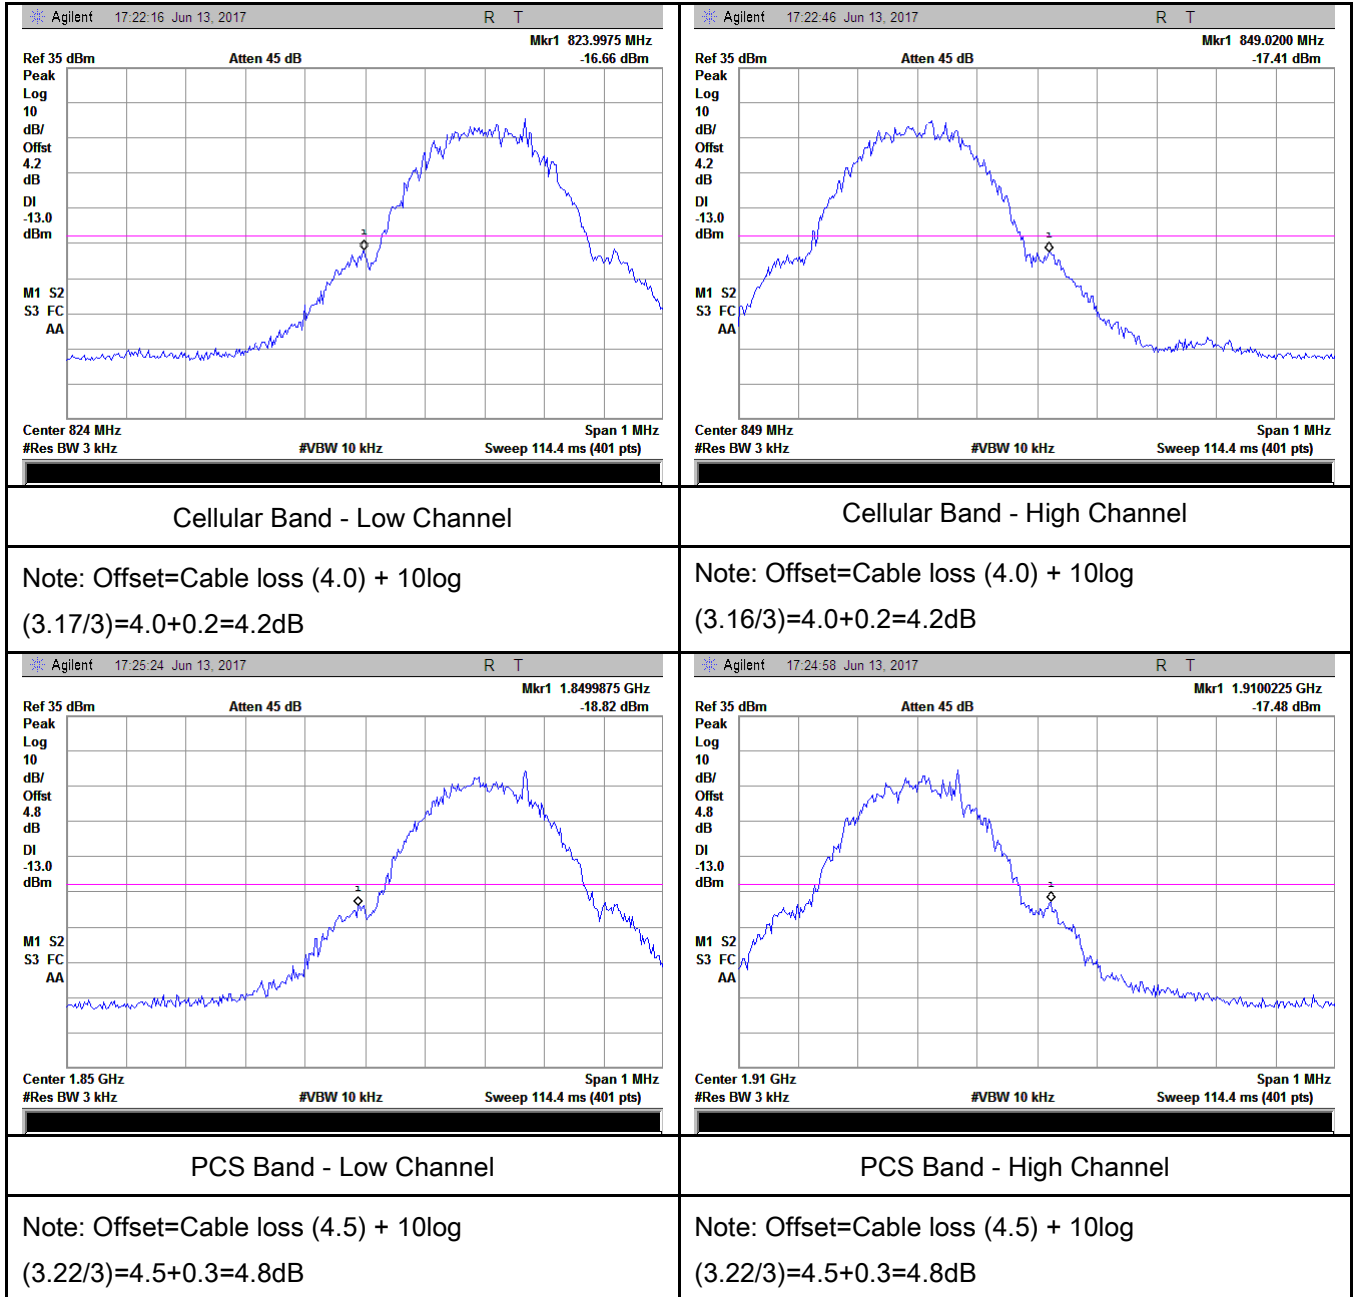 Agilent 17:22:16 Jun 13, 2017 R T
Mkr1 823.9975 MHz
Ref 35 dBm Atten 45 dB -16.66 dBm
Peak
Log
10
dB/
Offst
4.2
dB
DI
-13.0
dBm
1
M1 S2
S3 FC
AA
Center 824 MHz Span 1 MHz
#Res BW 3 kHz #VBW 10 kHz Sweep 114.4 ms (401 pts)
Cellular Band - Low Channel
Note: Offset=Cable loss (4.0) + 10log
(3.17/3)=4.0+0.2=4.2dB
Agilent 17:22:46 Jun 13, 2017 R T
Mkr1 849.0200 MHz
Ref 35 dBm Atten 45 dB -17.41 dBm
Peak
Log
10
dB/
Offst
4.2
dB
DI
-13.0
dBm
1
M1 S2
S3 FC
AA
Center 849 MHz Span 1 MHz
#Res BW 3 kHz #VBW 10 kHz Sweep 114.4 ms (401 pts)
Cellular Band - High Channel
Note: Offset=Cable loss (4.0) + 10log
(3.16/3)=4.0+0.2=4.2dB
Agilent 17:25:24 Jun 13, 2017 R T
Mkr1 1.8499875 GHz
Ref 35 dBm Atten 45 dB -18.82 dBm
Peak
Log
10
dB/
Offst
4.8
dB
DI
-13.0
dBm
1
M1 S2
S3 FC
AA
Center 1.85 GHz Span 1 MHz
#Res BW 3 kHz #VBW 10 kHz Sweep 114.4 ms (401 pts)
PCS Band - Low Channel
Note: Offset=Cable loss (4.5) + 10log
(3.22/3)=4.5+0.3=4.8dB
Agilent 17:24:58 Jun 13, 2017 R T
Mkr1 1.9100225 GHz
Ref 35 dBm Atten 45 dB -17.48 dBm
Peak
Log
10
dB/
Offst
4.8
dB
DI
-13.0
dBm
1
M1 S2
S3 FC
AA
Center 1.91 GHz Span 1 MHz
#Res BW 3 kHz #VBW 10 kHz Sweep 114.4 ms (401 pts)
PCS Band - High Channel
Note: Offset=Cable loss (4.5) + 10log
(3.22/3)=4.5+0.3=4.8dB